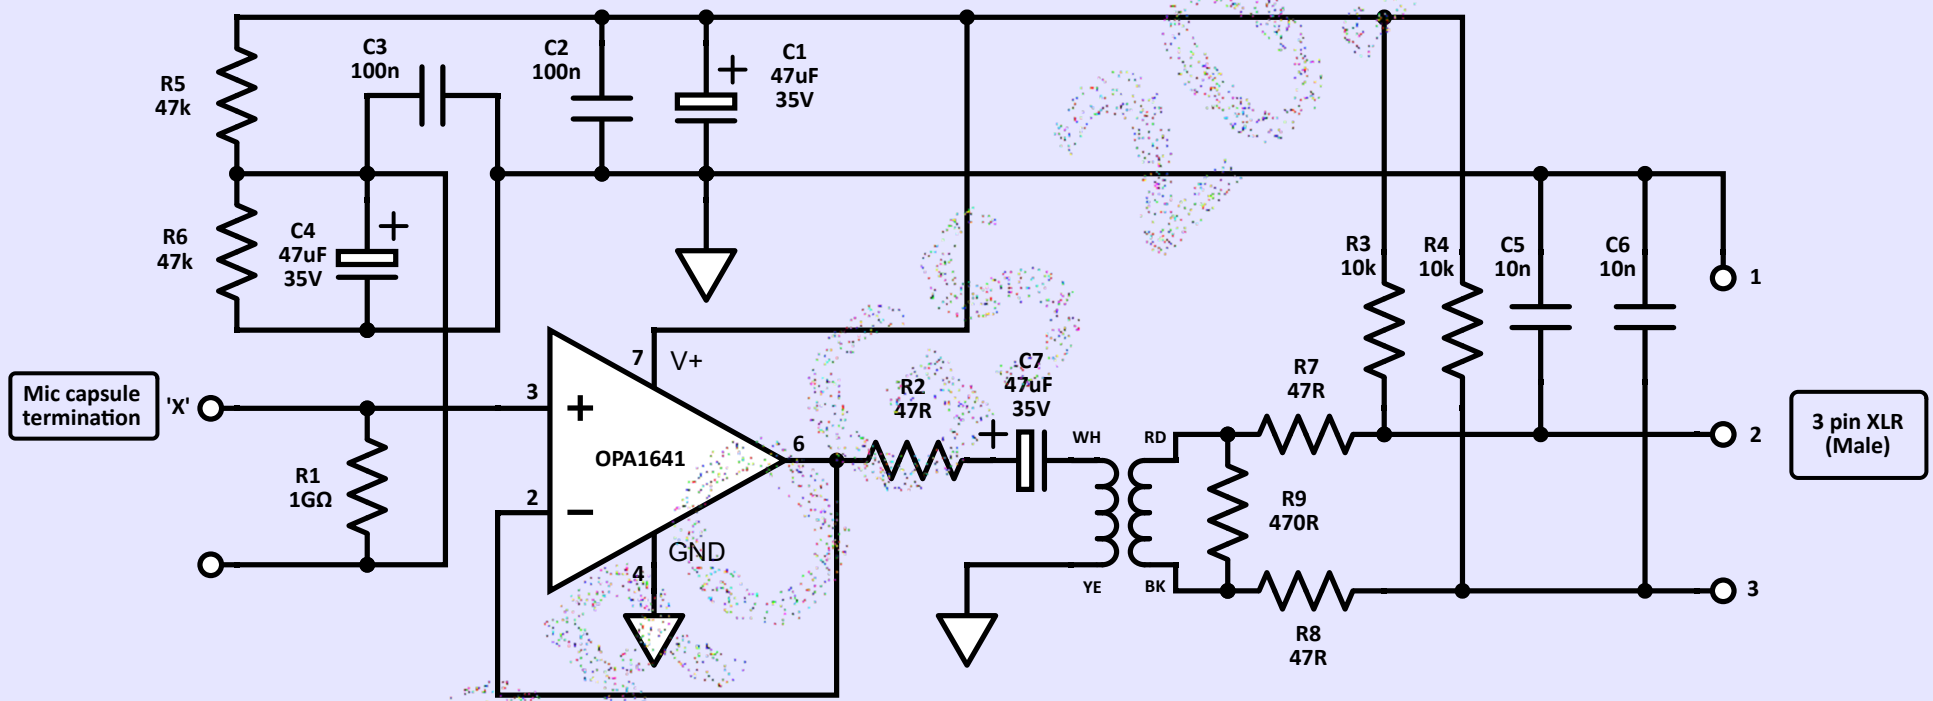 C3
100n
C2
100n
C1
47uF
35V
R5
47k
R6
47k
C4
47uF
35V
R3
10k
R4
10k
C5
10n
C6
10n
1
Mic capsule
termination
'X'
3
7
V+
R2
47R
C7
47uF
35V
R7
47R
2
3 pin XLR
(Male)
R1
1GΩ
OPA1641
6
WH
RD
2
GND
4
R9
470R
YE
BK
3
R8
47R